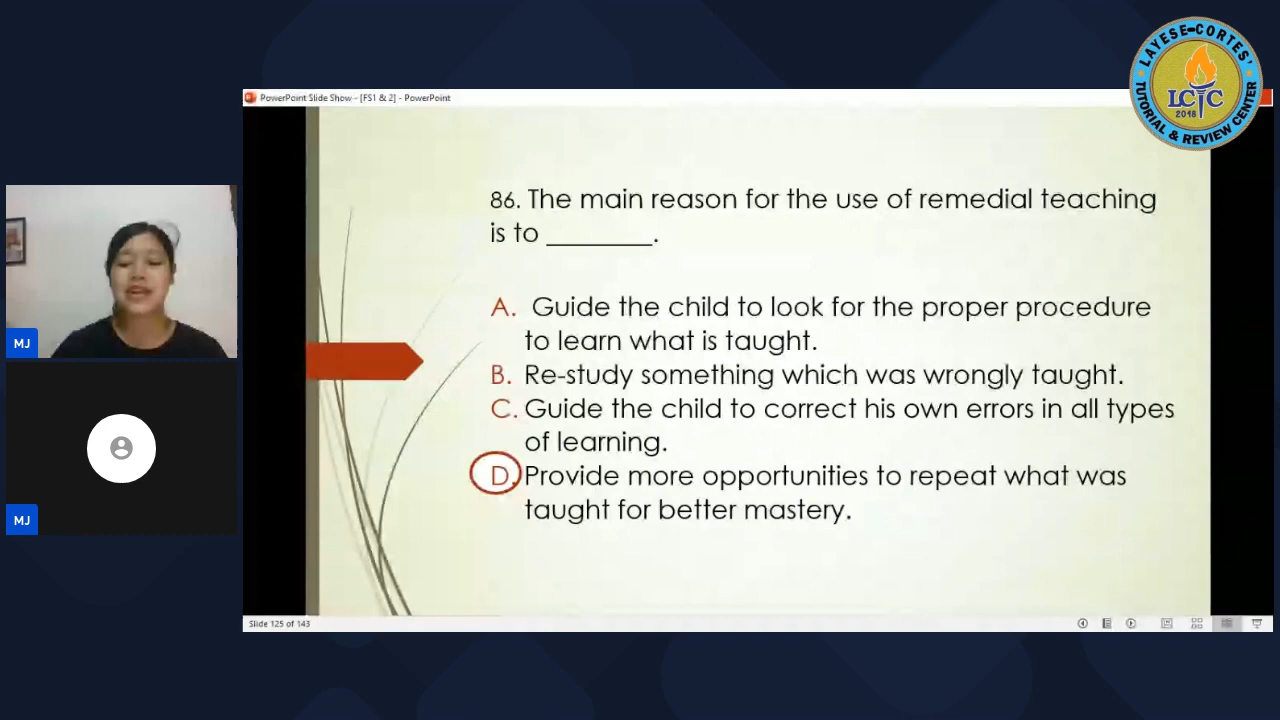 LAYESE-CORTES'
LCTC
2018
TUTORIAL & REVIEW CENTER
PowerPoint Slide Show - [FS1 & 2] - PowerPoint
86. The main reason for the use of remedial teaching
is to ________.
A. Guide the child to look for the proper procedure
to learn what is taught.
B. Re-study something which was wrongly taught.
C. Guide the child to correct his own errors in all types
of learning.
D. Provide more opportunities to repeat what was
taught for better mastery.
MJ
MJ
Slide 125 of 143